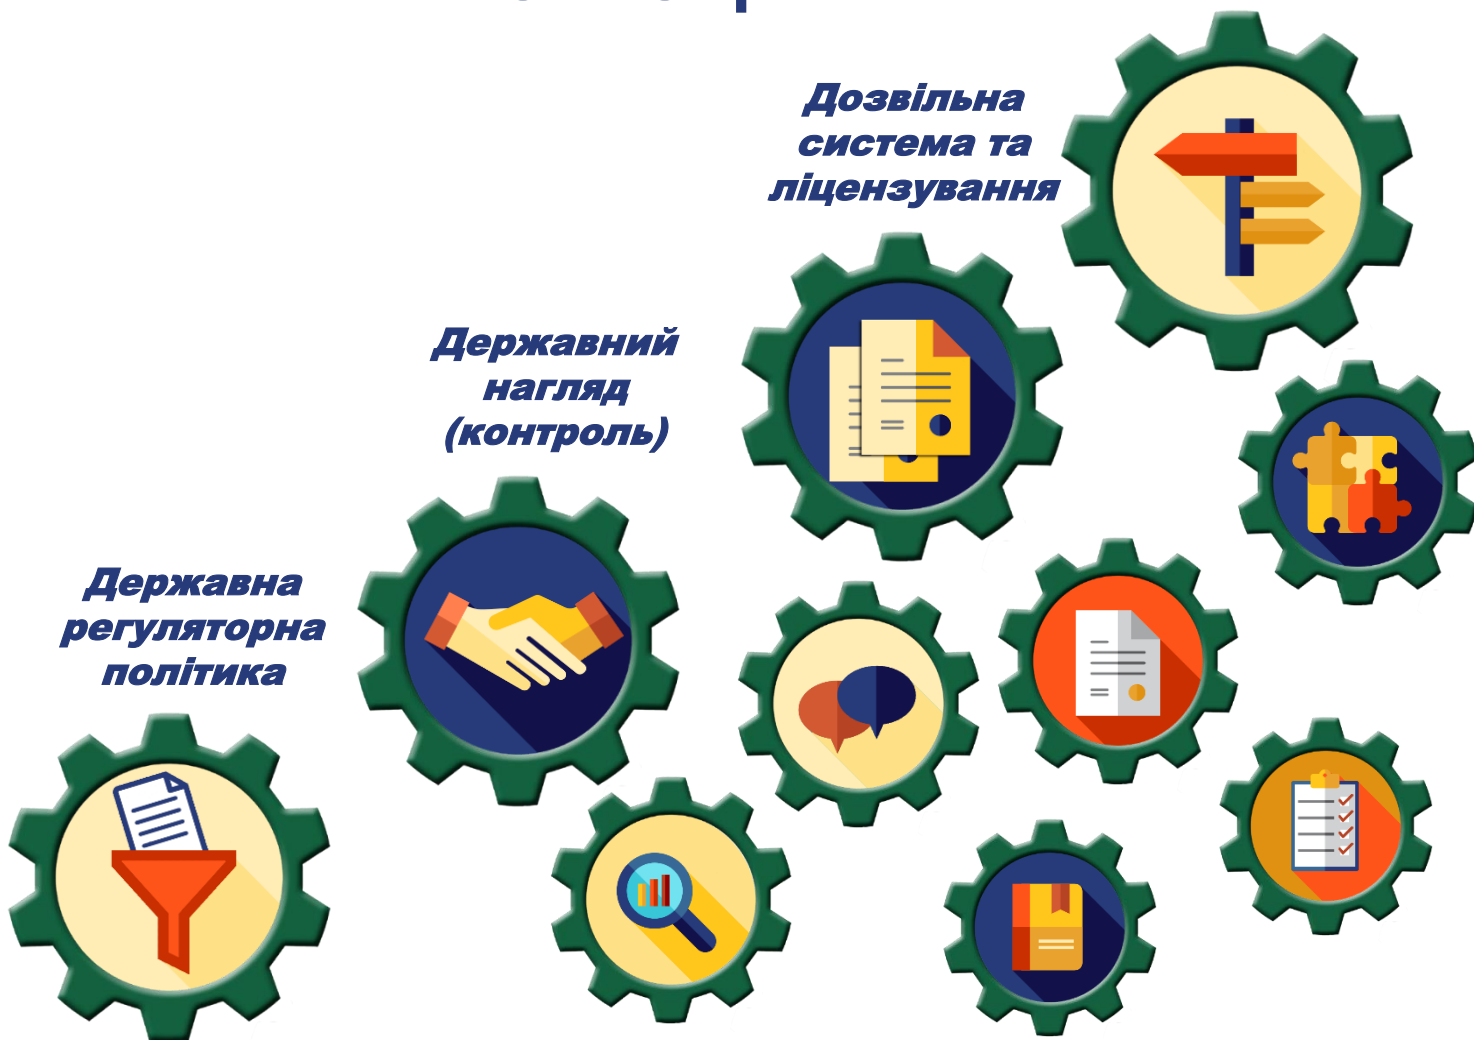 Дозвільна
система та
ліцензування
Державний
нагляд
(контроль)
Державна
регуляторна
політика